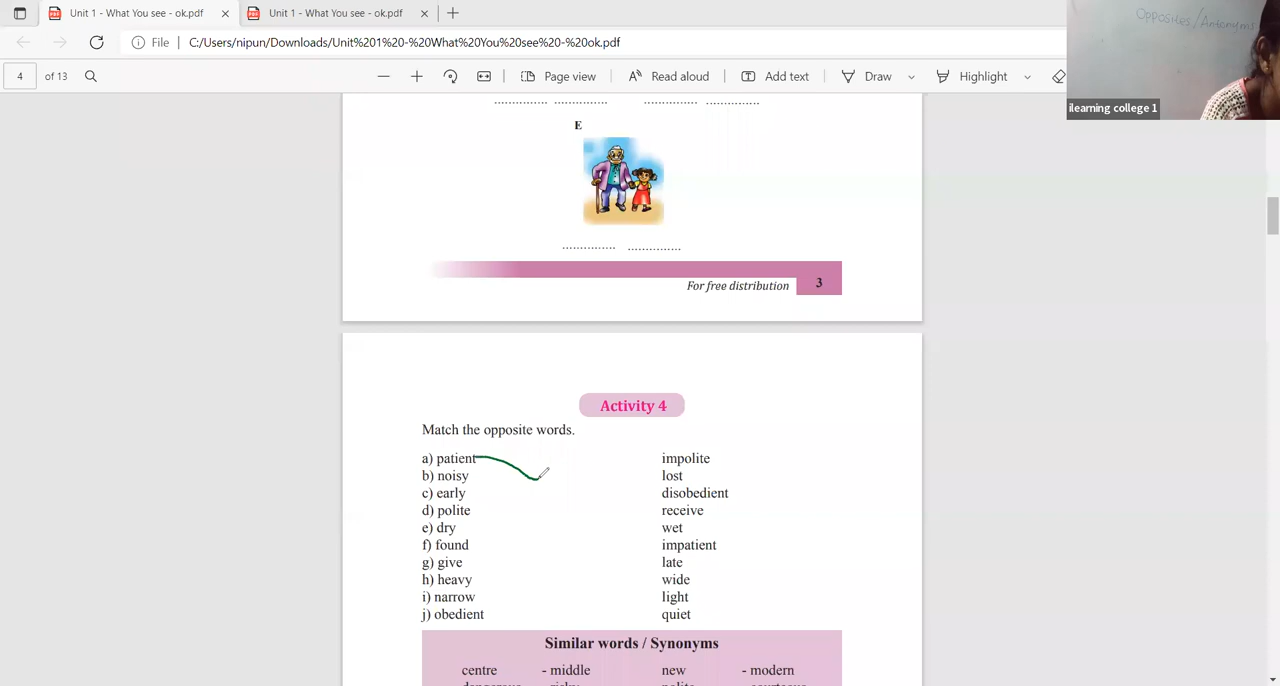 Unit 1 - What You see - ok.pdf
Unit 1 - What You see - ok.pdf
File
C:/Users/nipun/Downloads/Unit%201%20-%20What%20You%20see%20-%20ok.pdf
Opposites/Antonyms
4 of 13
Page view
Read aloud
Add text
Draw
Highlight
ilearning college 1
.............. .............. .............. ..............
E
.............. ..............
For free distribution 3
Activity 4
Match the opposite words.
a) patient impolite
b) noisy lost
c) early disobedient
d) polite receive
e) dry wet
f) found impatient
g) give late
h) heavy wide
i) narrow light
j) obedient quiet
Similar words / Synonyms
centre - middle new - modern